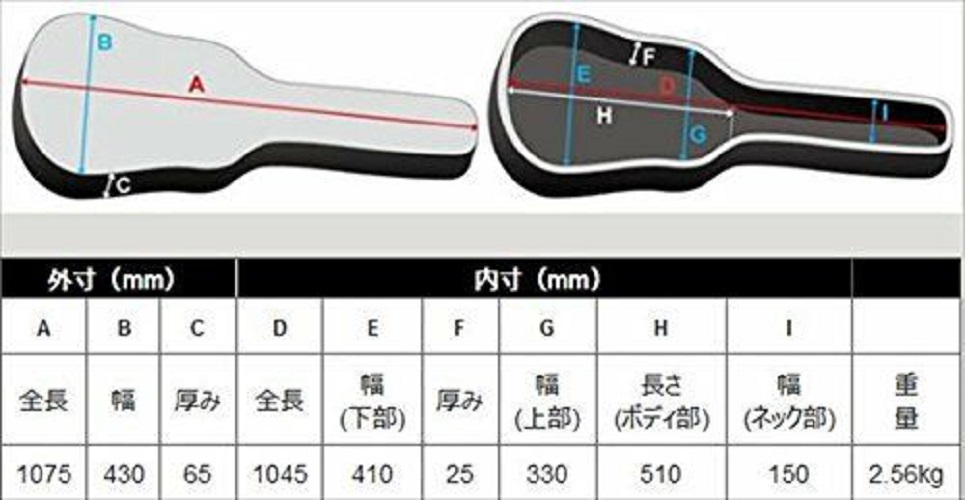 B
A
C
E
F
D
H
G
I
外寸（mm）	内寸（mm）
A	B	C	D	E	F	G	H	I
全長	幅	厚み	全長	幅(下部)	厚み	幅(上部)	長さ(ボディ部)	幅(ネック部)	重量
1075	430	65	1045	410	25	330	510	150	2.56kg